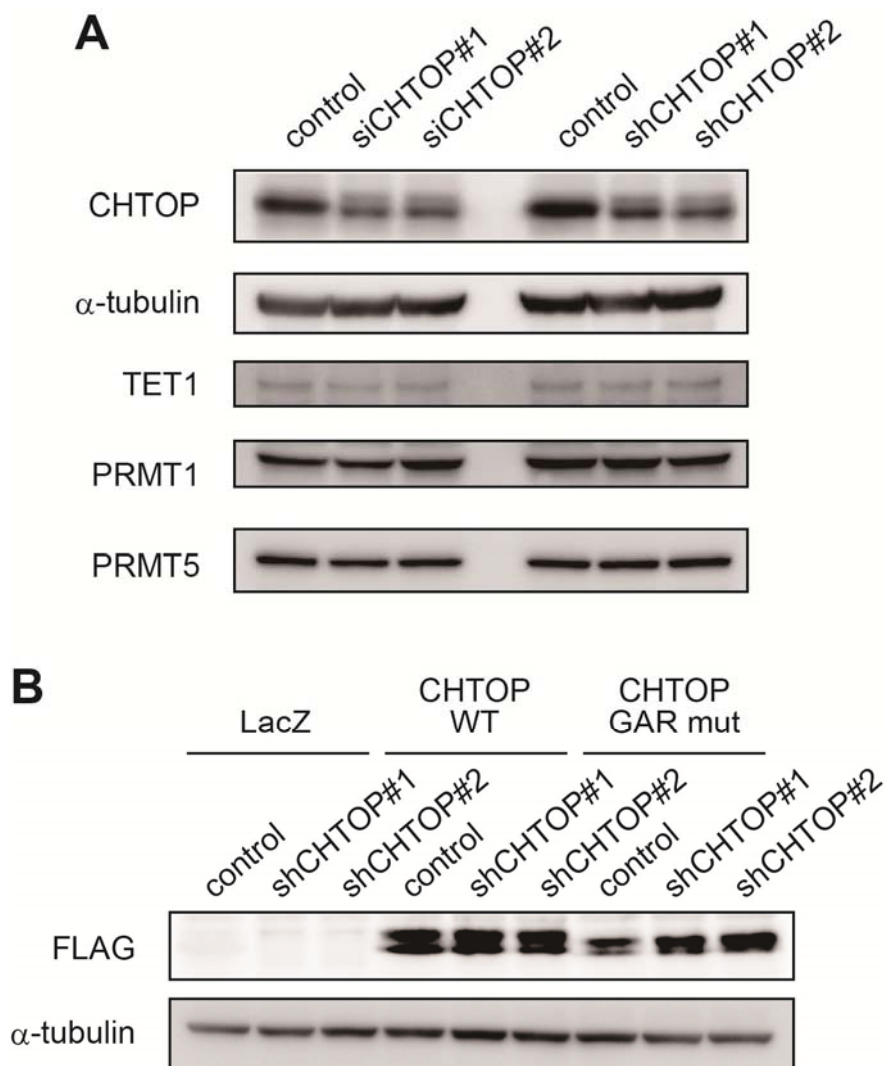 A
control
siCHTOP#1
siCHTOP#2
control
shCHTOP#1
shCHTOP#2
CHTOP
α-tubulin
TET1
PRMT1
PRMT5
B
LacZ
CHTOP
WT
CHTOP
GAR mut
control
shCHTOP#1
shCHTOP#2
control
shCHTOP#1
shCHTOP#2
control
shCHTOP#1
shCHTOP#2
FLAG
α-tubulin